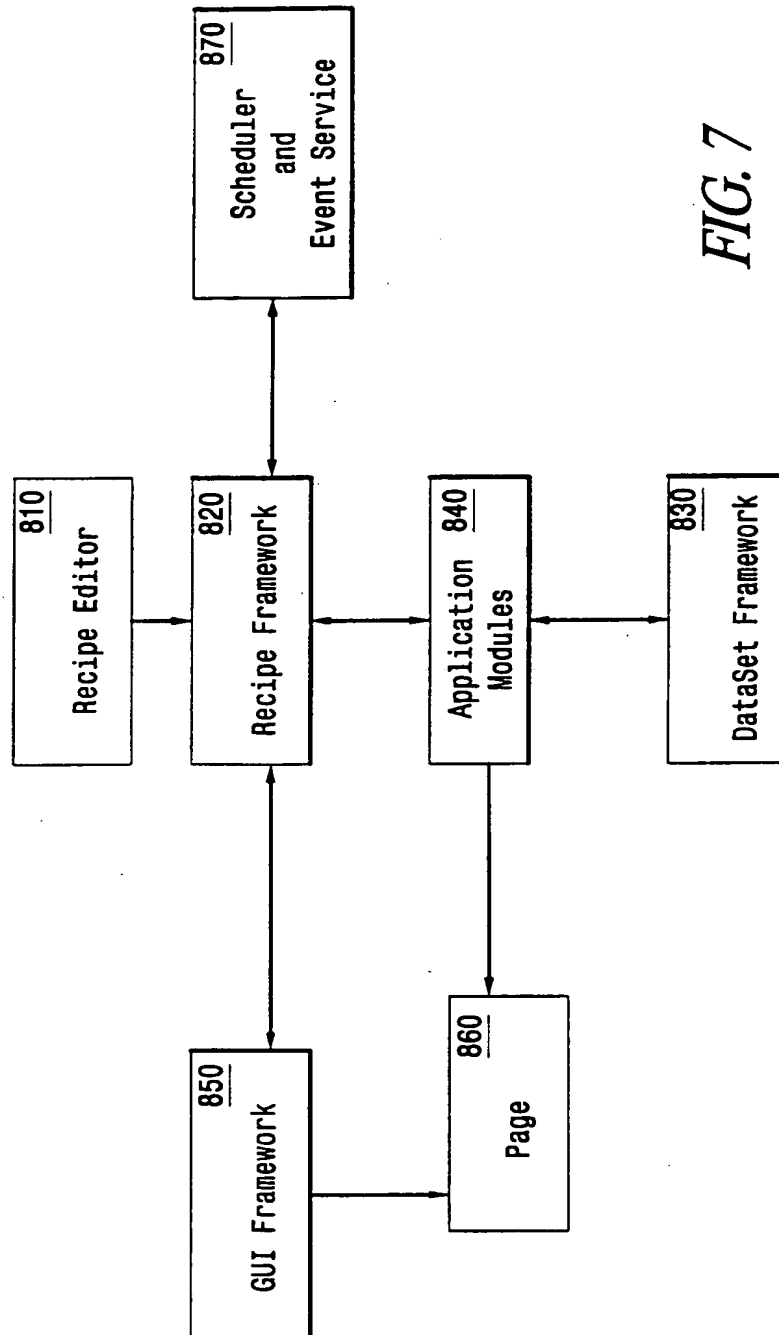 810
Recipe Editor
850
GUI Framework
820
Recipe Framework
870
Scheduler
and
Event Service
860
Page
840
Application
Modules
830
DataSet Framework
FIG. 7